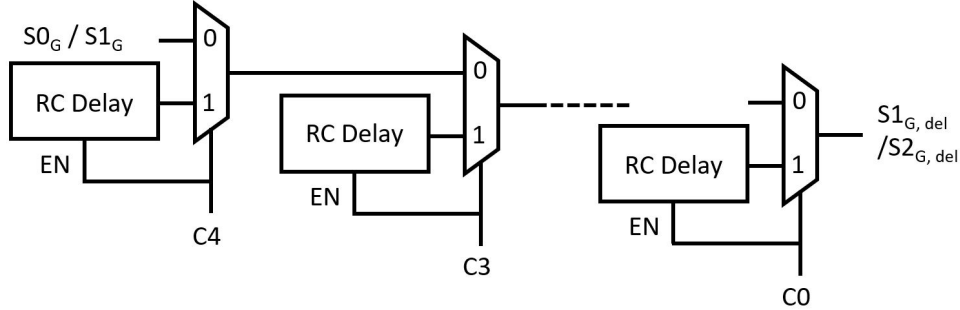 S0G / S1G
0
RC Delay
1
EN
C4
0
RC Delay
1
EN
C3
0
RC Delay
1
EN
C0
S1G, del
/S2G, del